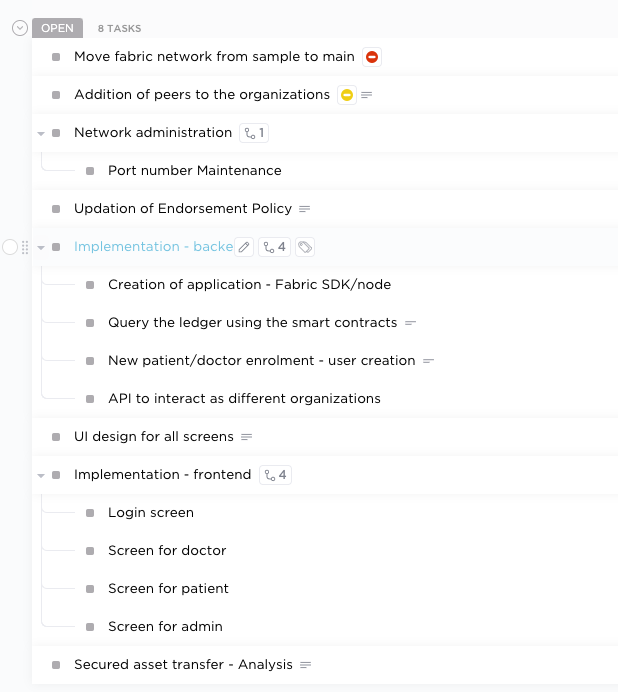 OPEN 8 TASKS
Move fabric network from sample to main
Addition of peers to the organizations
Network administration 1
Port number Maintenance
Updation of Endorsement Policy
Implementation - backe 4
Creation of application - Fabric SDK/node
Query the ledger using the smart contracts
New patient/doctor enrolment - user creation
API to interact as different organizations
UI design for all screens
Implementation - frontend 4
Login screen
Screen for doctor
Screen for patient
Screen for admin
Secured asset transfer - Analysis